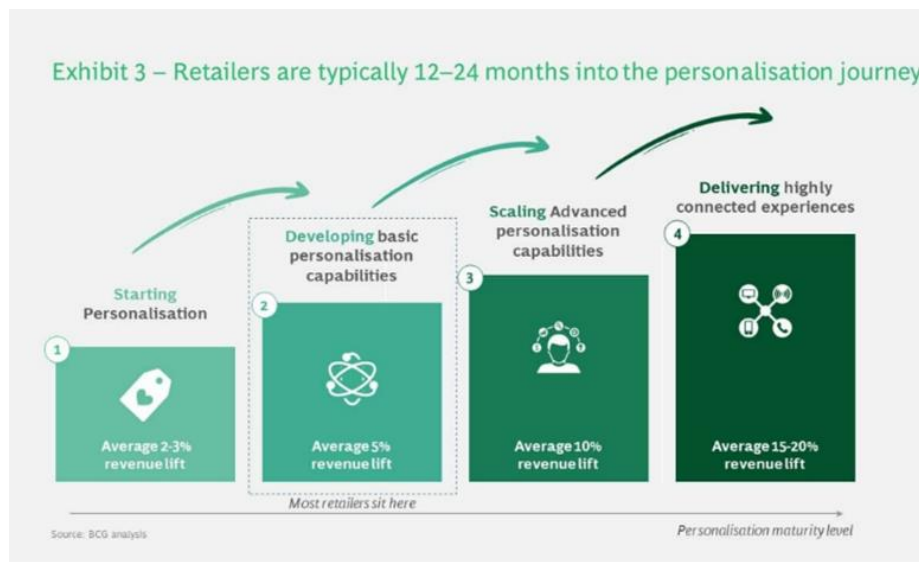 Exhibit 3 – Retailers are typically 12–24 months into the personalisation journey
Starting
Personalisation
1
Average 2-3%
revenue lift
Developing basic
personalisation
capabilities
2
Average 5%
revenue lift
Most retailers sit here
Scaling Advanced
personalisation
capabilities
3
Average 10%
revenue lift
Delivering highly
connected experiences
4
Average 15-20%
revenue lift
Personalisation maturity level
Source: BCG analysis